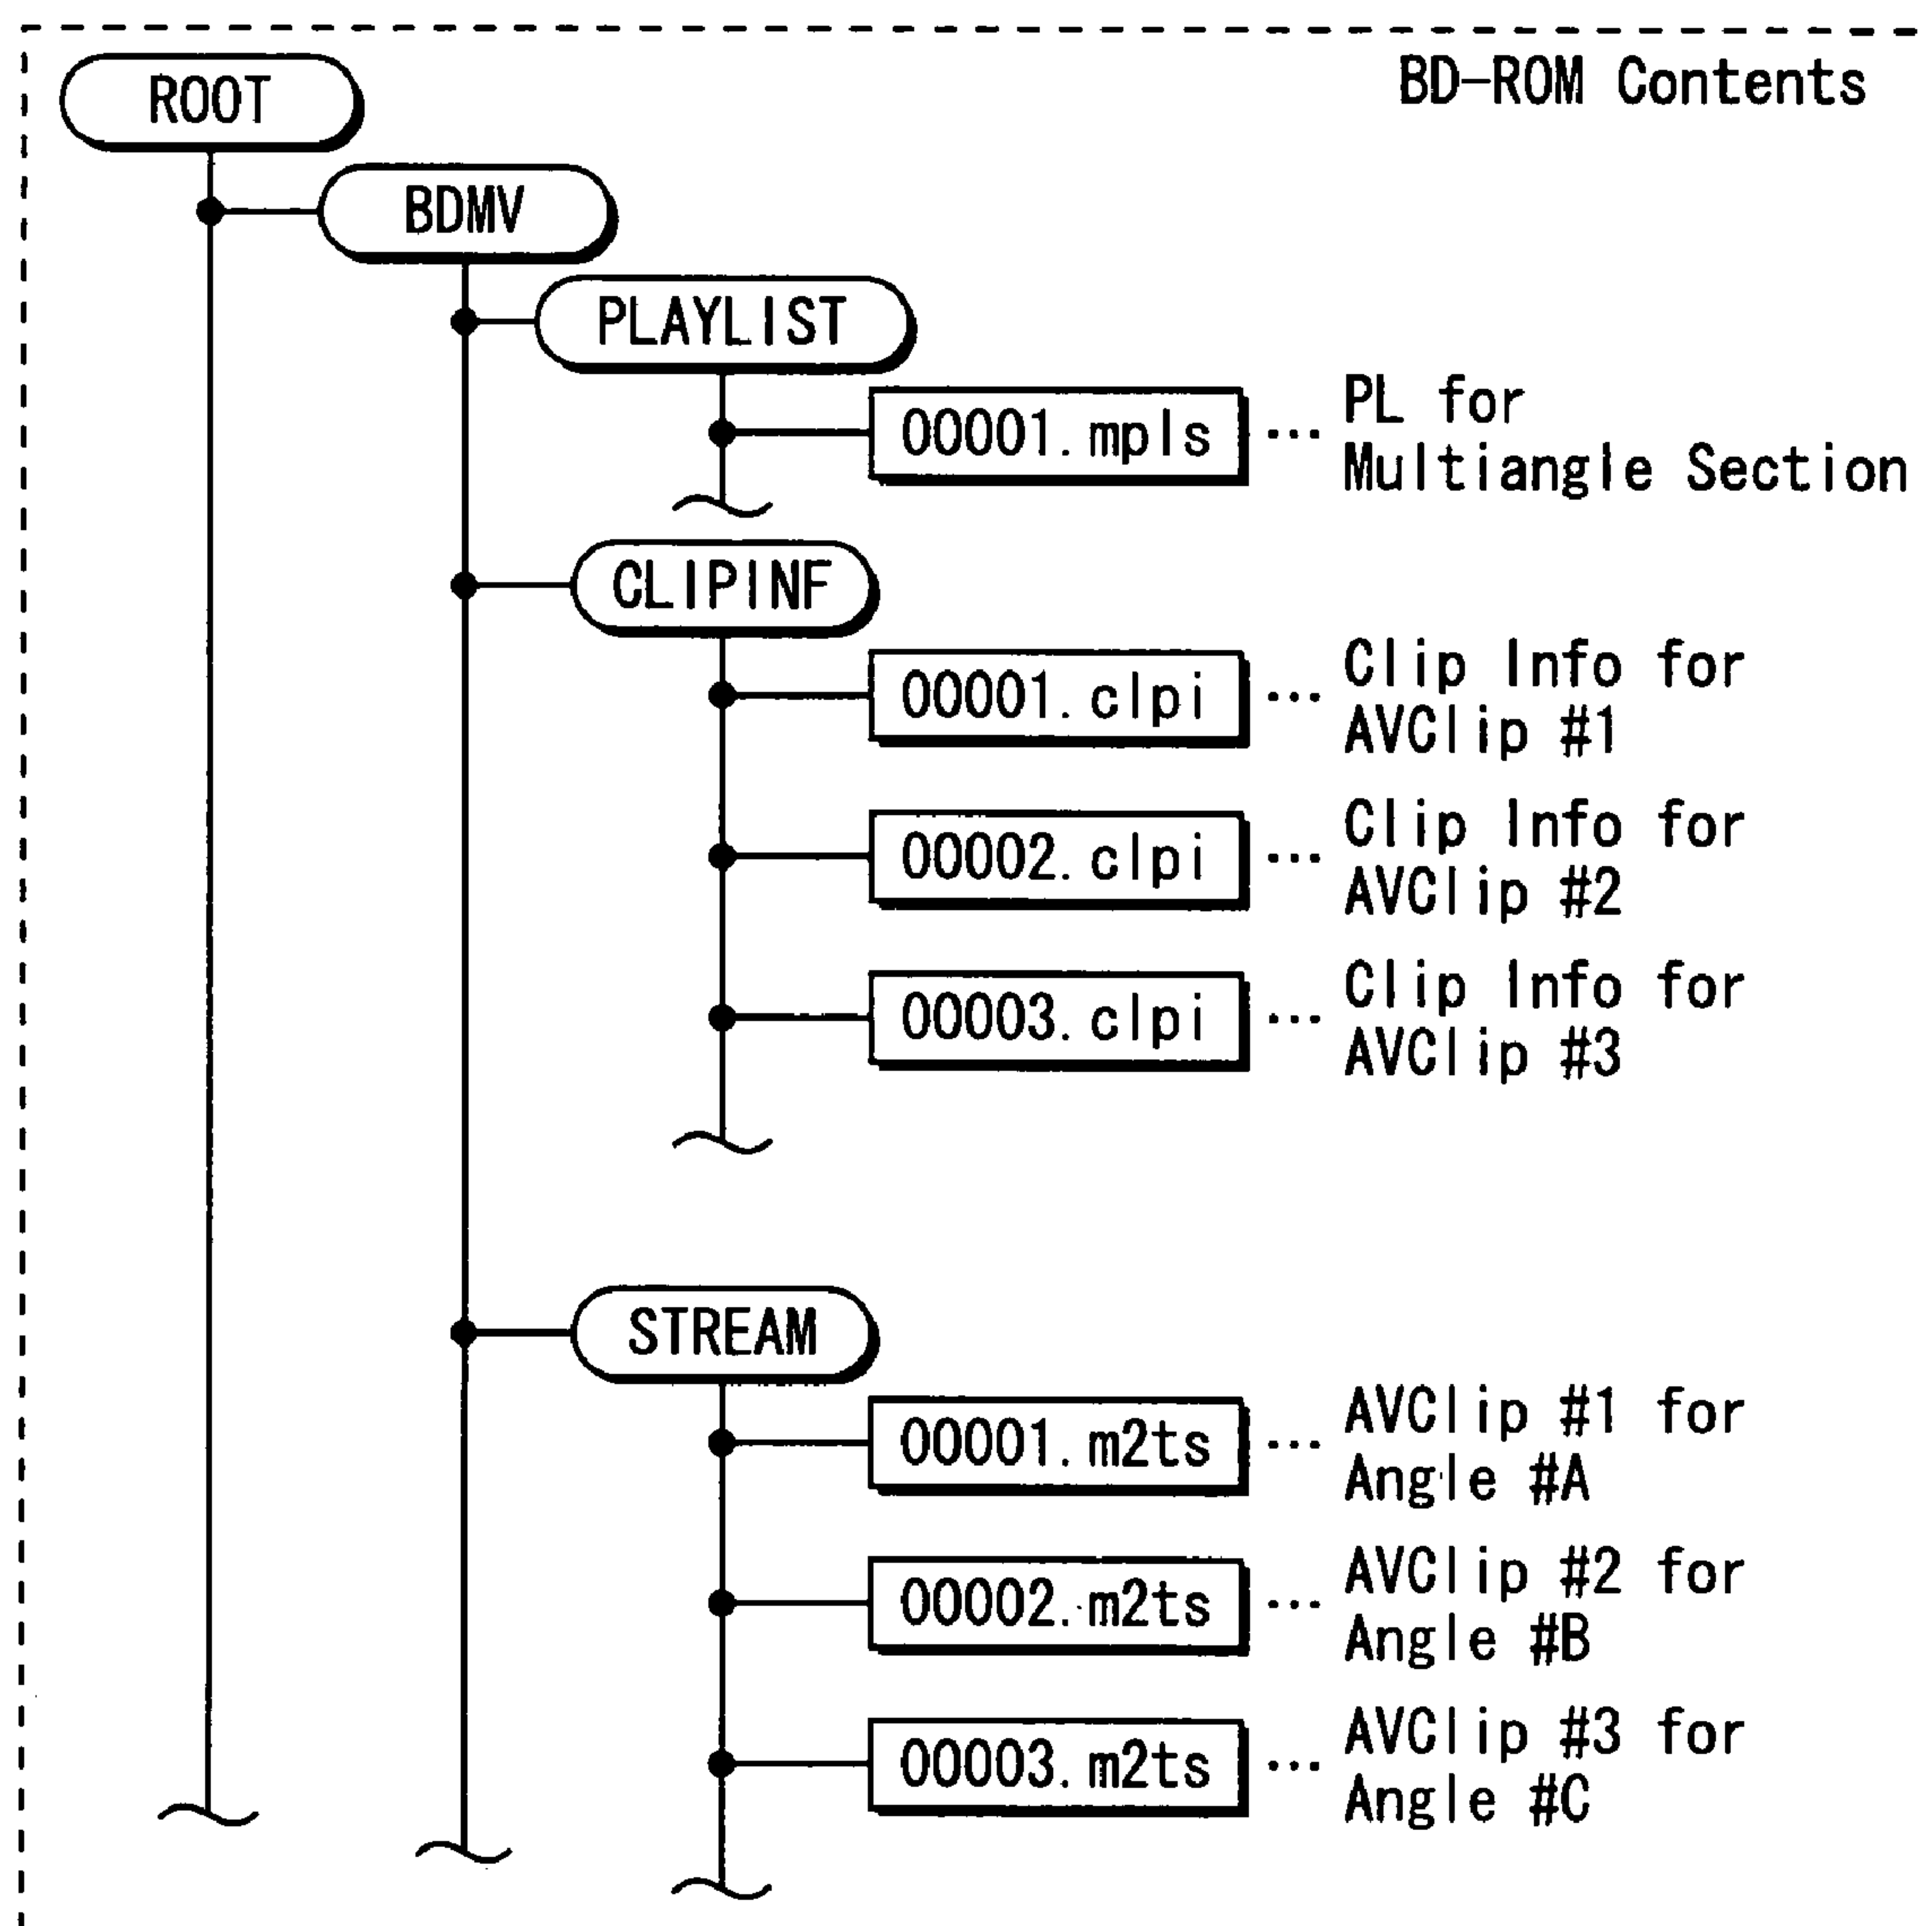 BD-ROM Contents
ROOT
BDMV
PLAYLIST
00001.mpls ... PL for
Multiangle Section
CLIPINF
00001.clpi ... Clip Info for
AVClip #1
00002.clpi ... Clip Info for
AVClip #2
00003.clpi ... Clip Info for
AVClip #3
STREAM
00001.m2ts ... AVClip #1 for
Angle #A
00002.m2ts ... AVClip #2 for
Angle #B
00003.m2ts ... AVClip #3 for
Angle #C